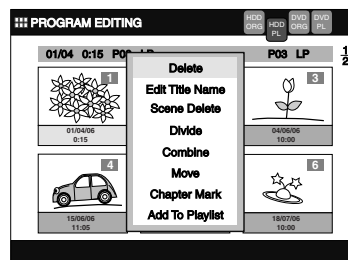 PROGRAM EDITING
HDD ORG
HDD PL
DVD ORG
DVD PL
01/04 0:15 P03 LP
1/2
1
01/04/06
0:15
3
04/06/06
10:00
4
15/06/06
11:05
6
18/07/06
10:00
Delete
Edit Title Name
Scene Delete
Divide
Combine
Move
Chapter Mark
Add To Playlist